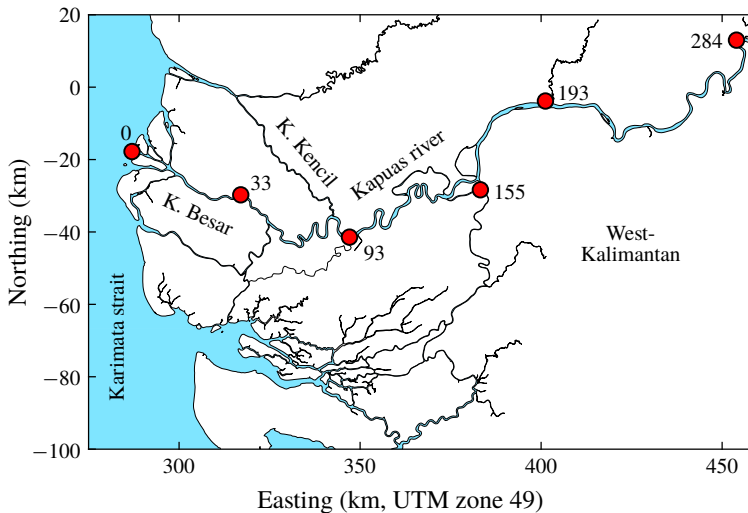 20
0
−20
−40
−60
−80
−100
Northing (km)
300
350
400
450
Easting (km, UTM zone 49)
284
193
0
K. Kencil
Kapuas river
33
155
K. Besar
93
West-
Kalimantan
Karimata strait